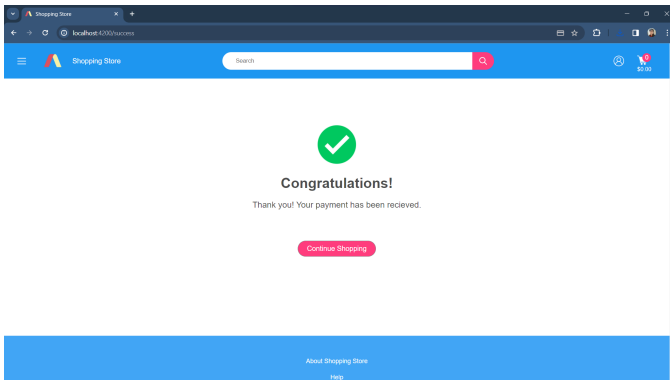 Shopping Store
localhost:4200/success
Shopping Store
Search
0
$0.00
Congratulations!
Thank you! Your payment has been recieved.
Continue Shopping
About Shopping Store
Help